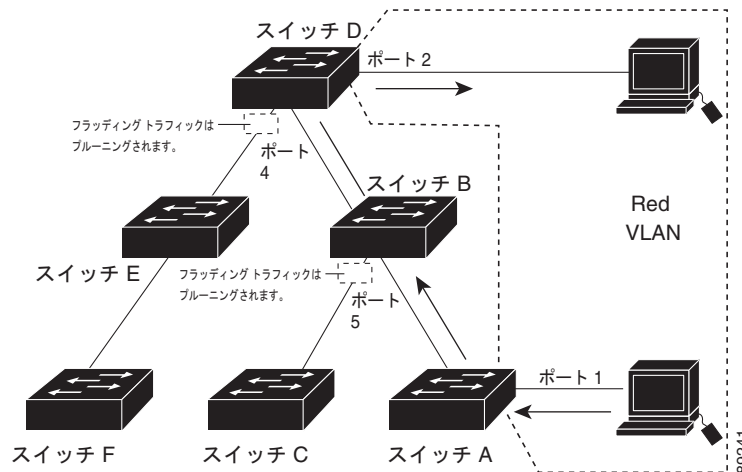 スイッチ D
ポート 2
フラッディング トラフィックは
プルーニングされます。
ポート
4
スイッチ B
Red
VLAN
スイッチ E
フラッディング トラフィックは
プルーニングされます。
ポート
5
ポート 1
スイッチ F
スイッチ C
スイッチ A